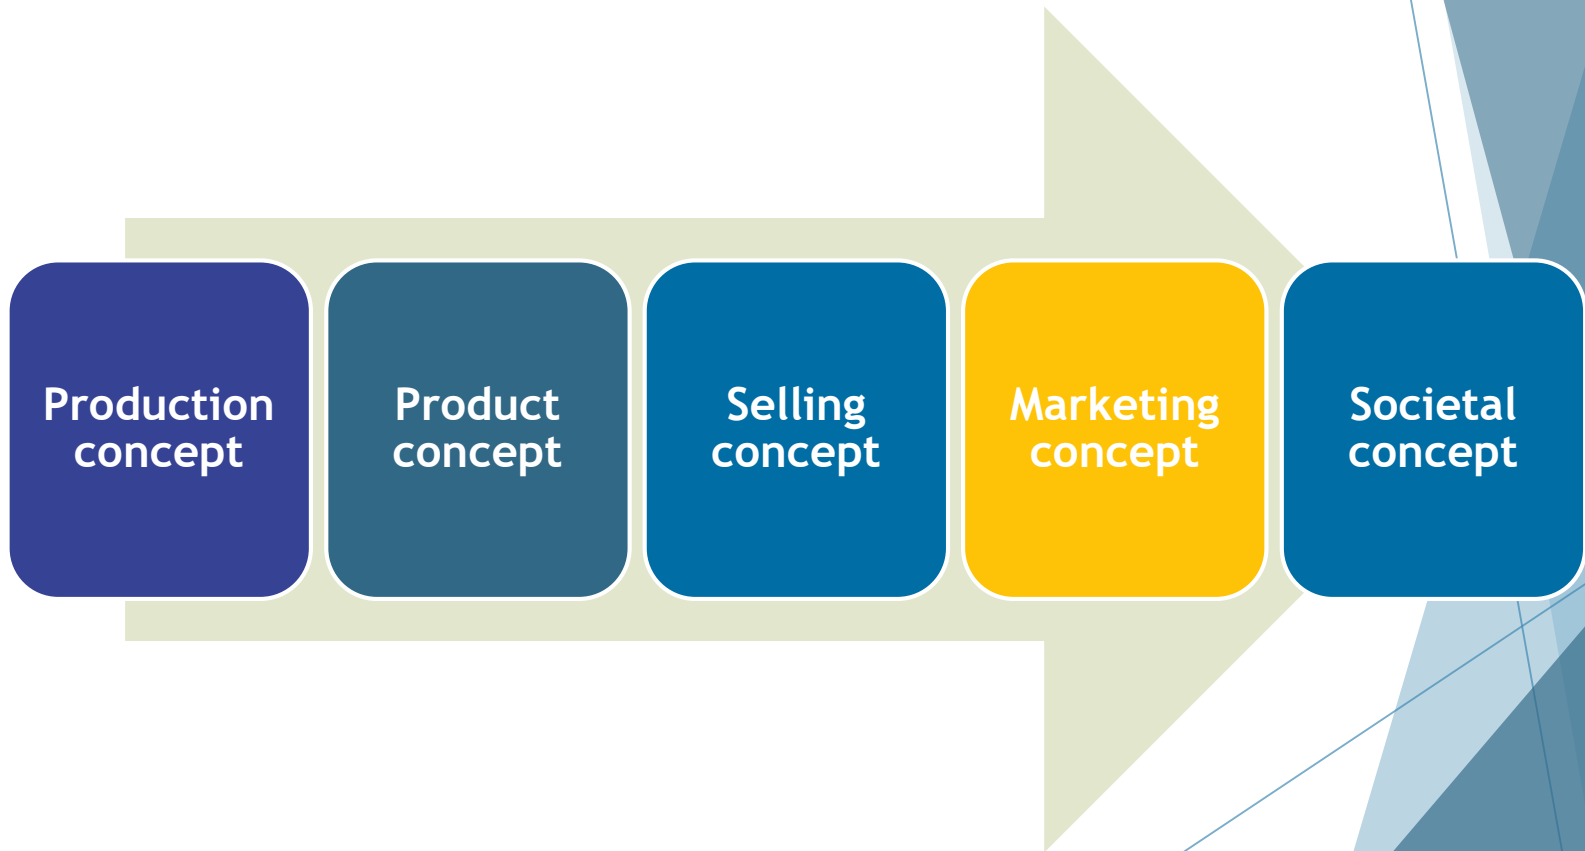 Production
concept
Product
concept
Selling
concept
Marketing
concept
Societal
concept